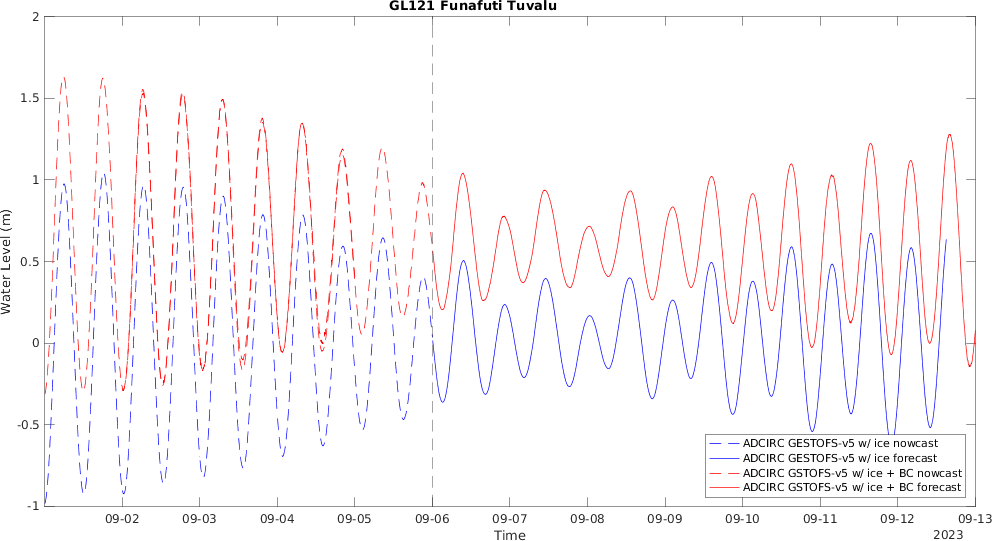 GL121 Funafuti Tuvalu
2
1.5
1
0.5
0
-0.5
-1
Water Level (m)
09-02 09-03 09-04 09-05 09-06 09-07 09-08 09-09 09-10 09-11 09-12 09-13
2023
Time
ADCIRC GESTOFS-v5 w/ ice nowcast
ADCIRC GESTOFS-v5 w/ ice forecast
ADCIRC GSTOFS-v5 w/ ice + BC nowcast
ADCIRC GSTOFS-v5 w/ ice + BC forecast